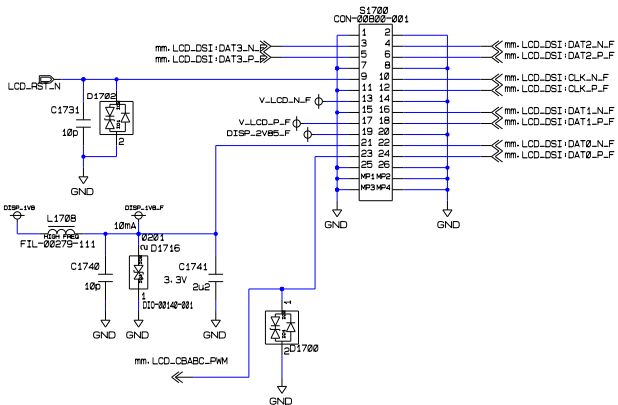 S1700
CON-00800-001
1 2
3 4
5 6
7 8
9 10
11 12
13 14
15 16
17 18
19 20
21 22
23 24
25 26
MP1 MP2
MP3 MP4
mm.LCD_DSI:DAT3_N_F
mm.LCD_DSI:DAT3_P_F
mm.LCD_DSI:DAT2_N_F
mm.LCD_DSI:DAT2_P_F
LCD_RST_N
D1702
C1731
10p
2
GND
mm.LCD_DSI:CLK_N_F
mm.LCD_DSI:CLK_P_F
V_LCD_N_F
V_LCD_P_F
DISP_2V85_F
mm.LCD_DSI:DAT1_N_F
mm.LCD_DSI:DAT1_P_F
mm.LCD_DSI:DAT0_N_F
mm.LCD_DSI:DAT0_P_F
GND
GND
DISP_1V8
DISP_1V8_F
L1708
10mA
HIGH FREQ
FIL-00279-111
0201
2
D1716
C1740
10p
3.3V
C1741
2u2
1
DIO-00140-001
GND
GND
GND
1
2
D1700
mm.LCD_CBABC_PWM
GND